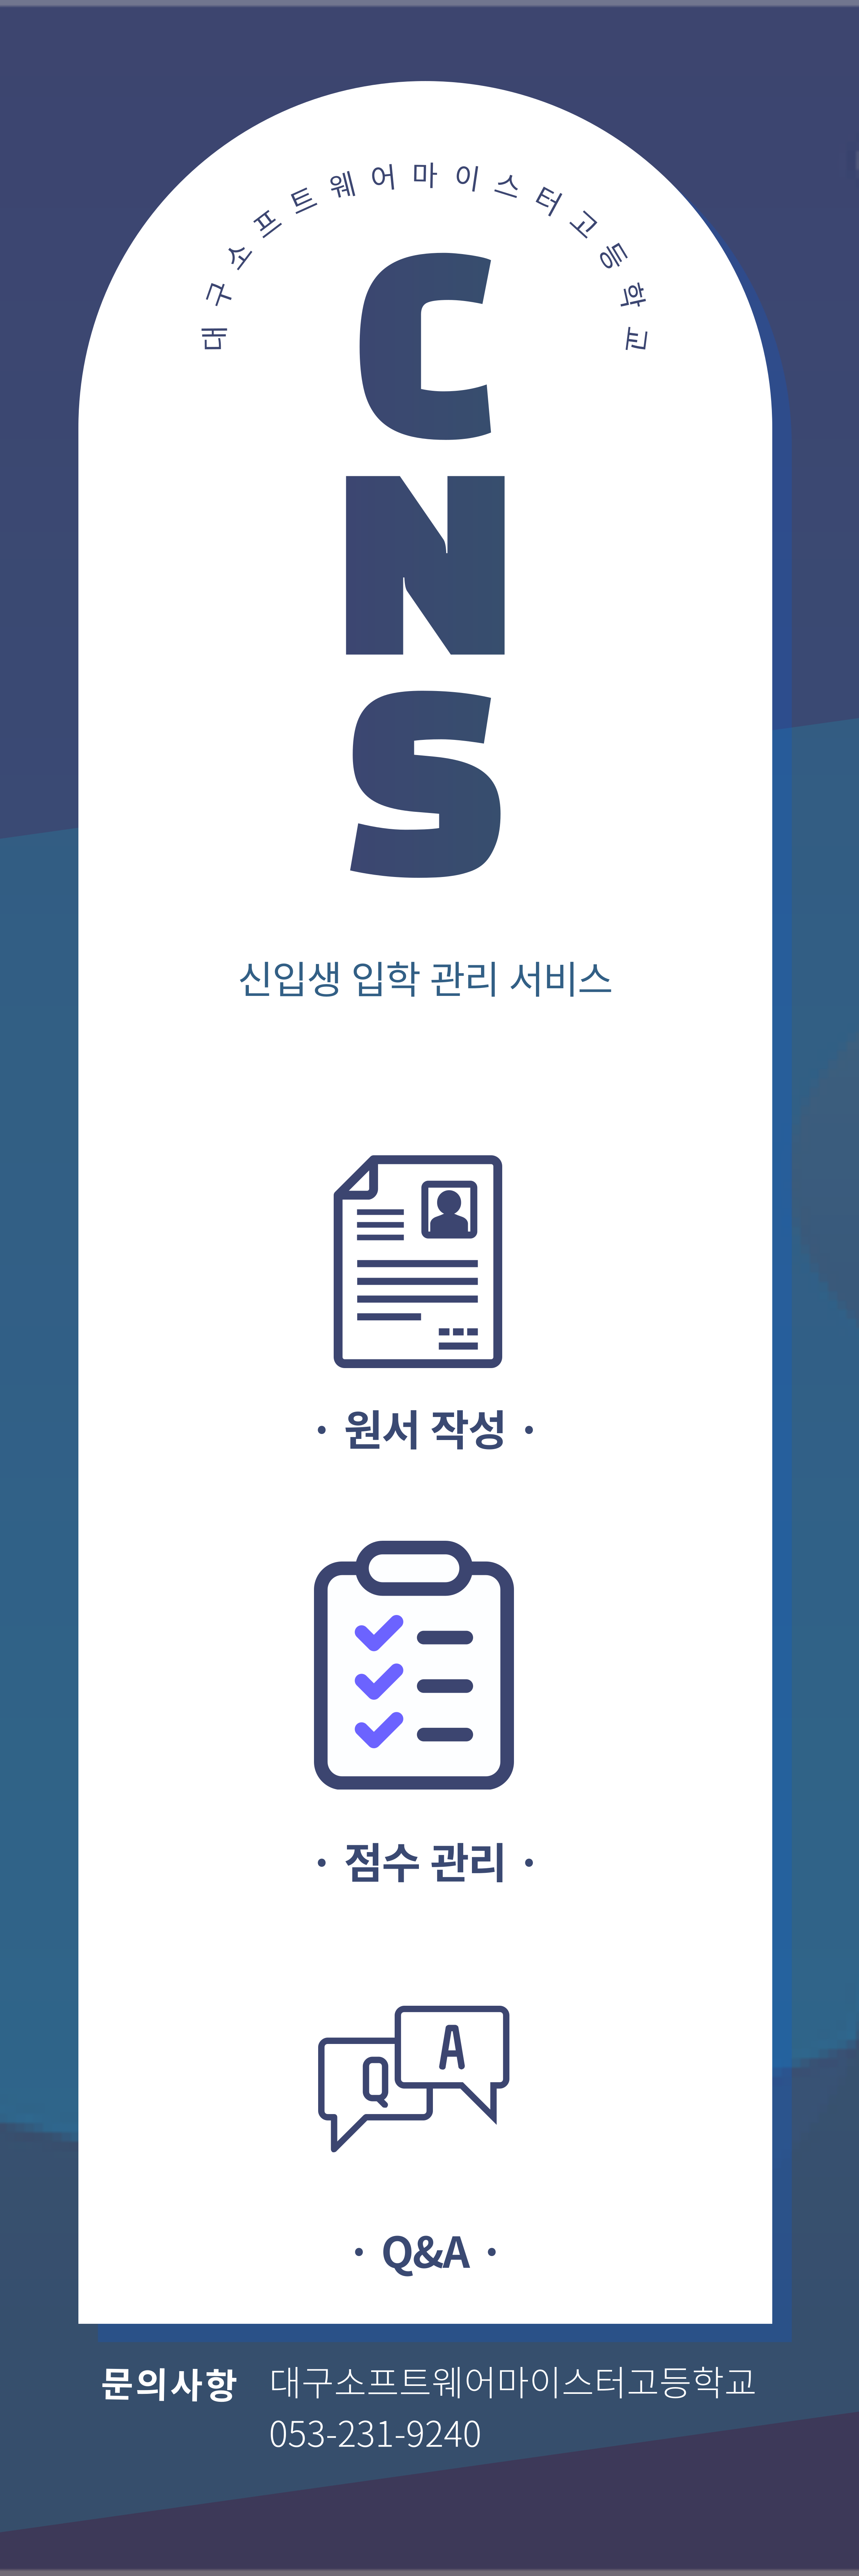 대구소프트웨어마이스터고등학교
C
N
S
신입생 입학 관리 서비스
· 원서 작성 ·
· 점수 관리 ·
Q
A
· Q&A ·
문의사항 대구소프트웨어마이스터고등학교
053-231-9240